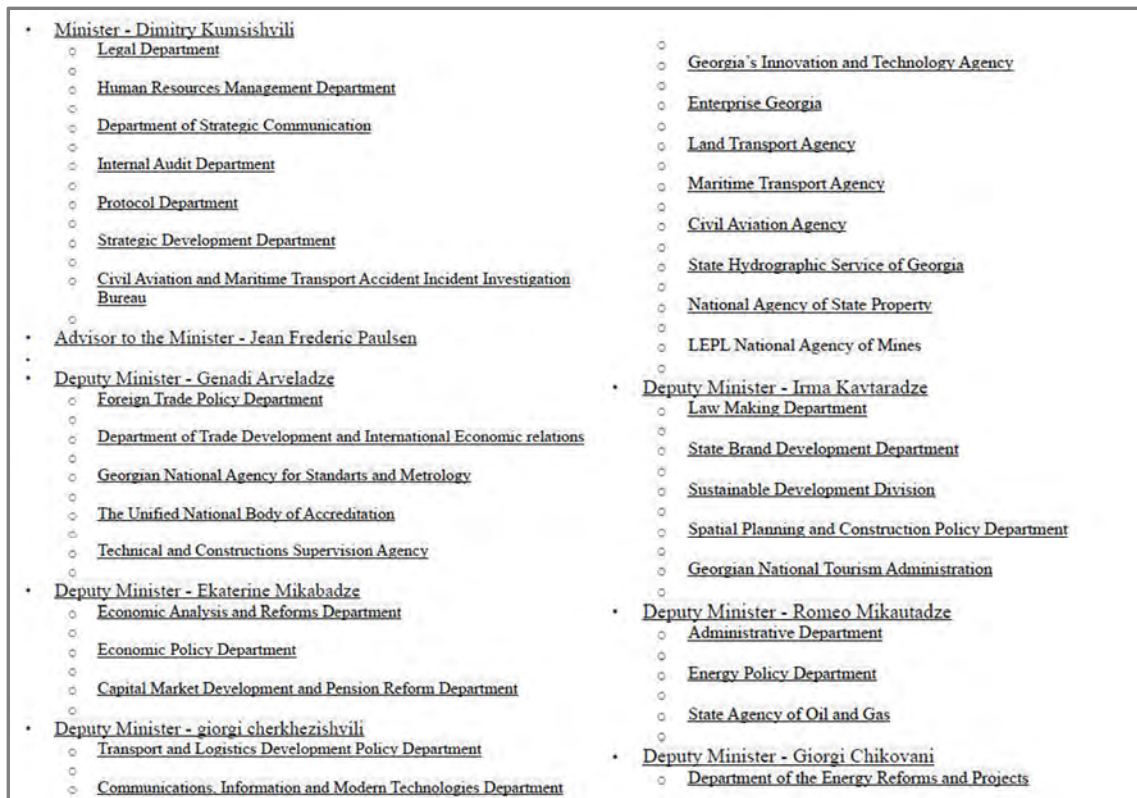 Minister - Dimitry Kumsishvili
Legal Department
Human Resources Management Department
Department of Strategic Communication
Internal Audit Department
Protocol Department
Strategic Development Department
Civil Aviation and Maritime Transport Accident Incident Investigation
Bureau
Advisor to the Minister - Jean Frederic Paulsen
Deputy Minister - Genadi Arveladze
Foreign Trade Policy Department
Department of Trade Development and International Economic relations
Georgian National Agency for Standarts and Metrology
The Unified National Body of Accreditation
Technical and Constructions Supervision Agency
Deputy Minister - Ekaterine Mikabadze
Economic Analysis and Reforms Department
Economic Policy Department
Capital Market Development and Pension Reform Department
Deputy Minister - giorgi cherkhezishvili
Transport and Logistics Development Policy Department
Communications, Information and Modern Technologies Department
Georgia`s Innovation and Technology Agency
Enterprise Georgia
Land Transport Agency
Maritime Transport Agency
Civil Aviation Agency
State Hydrographic Service of Georgia
National Agency of State Property
LEPL National Agency of Mines
Deputy Minister - Irma Kavtaradze
Law Making Department
State Brand Development Department
Sustainable Development Division
Spatial Planning and Construction Policy Department
Georgian National Tourism Administration
Deputy Minister - Romeo Mikautadze
Administrative Department
Energy Policy Department
State Agency of Oil and Gas
Deputy Minister - Giorgi Chikovani
Department of the Energy Reforms and Projects